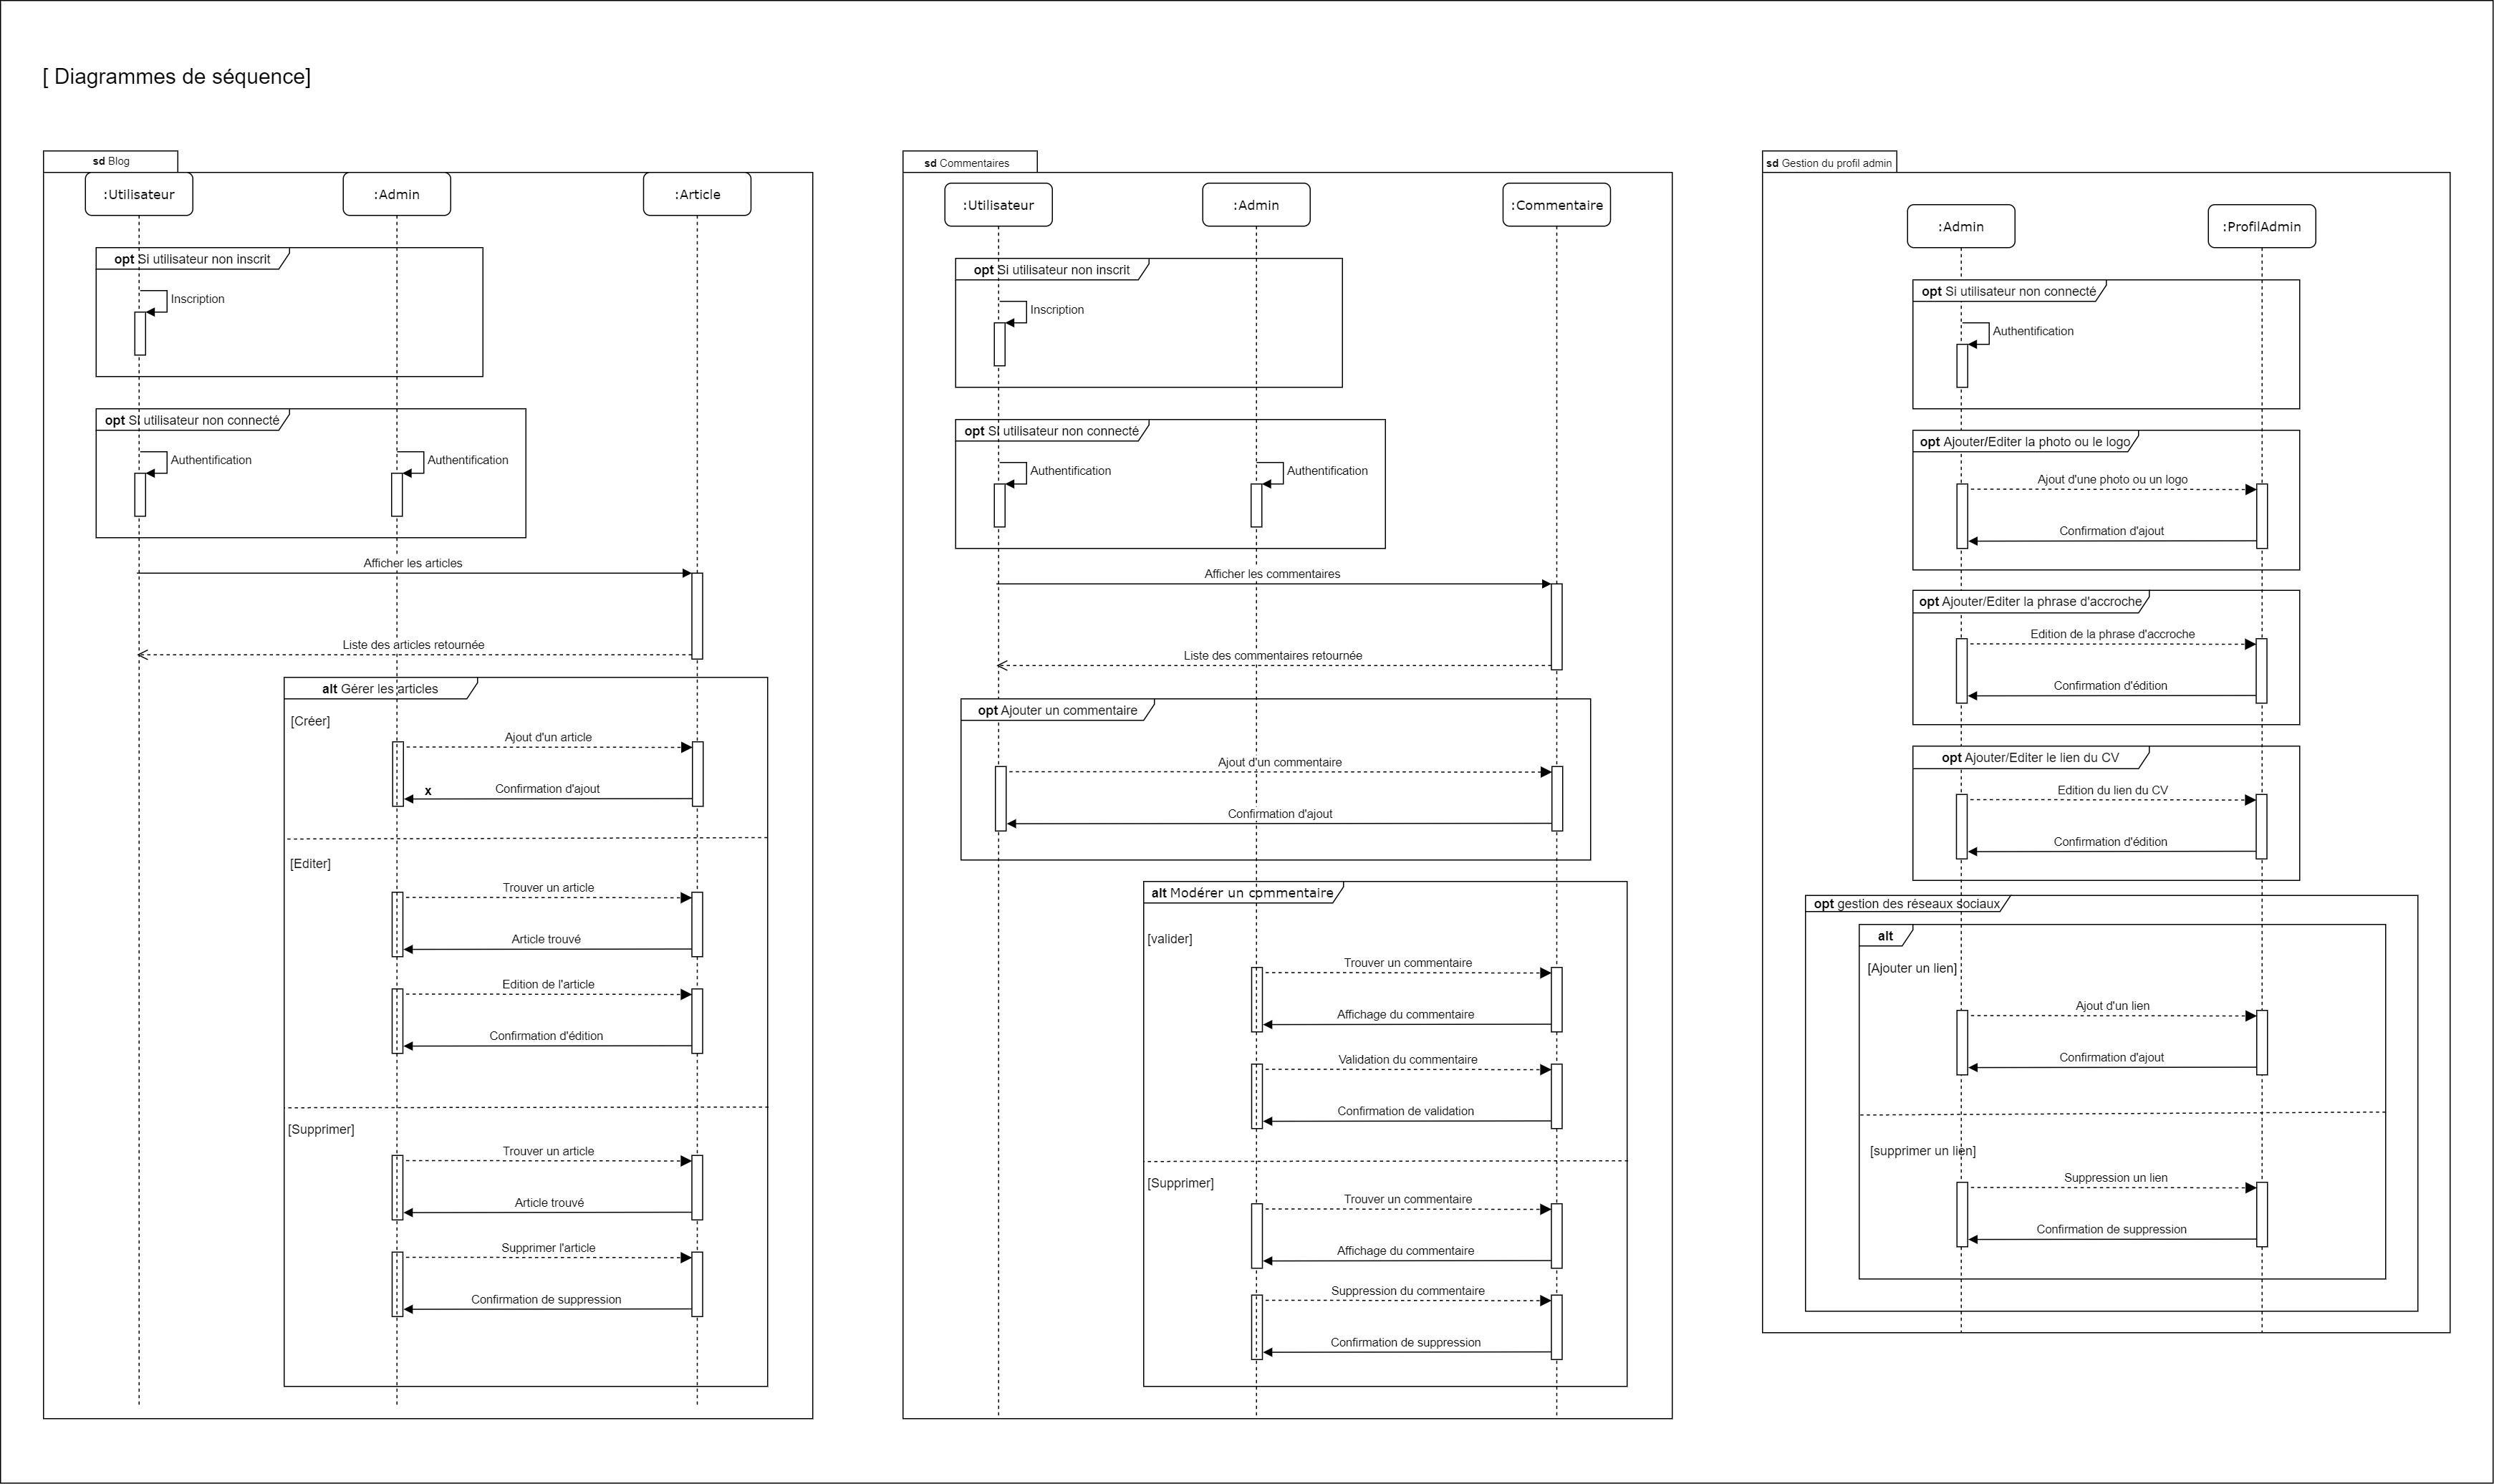 [ Diagrammes de séquence]
sd Blog
:Utilisateur
:Admin
:Article
opt Si utilisateur non inscrit
Inscription
opt Si utilisateur non connecté
Authentification
Authentification
Afficher les articles
Liste des articles retournée
alt Gérer les articles
[Créer]
Ajout d'un article
x
Confirmation d'ajout
[Editer]
Trouver un article
Article trouvé
Edition de l'article
Confirmation d'édition
[Supprimer]
Trouver un article
Article trouvé
Supprimer l'article
Confirmation de suppression
sd Commentaires
:Utilisateur
:Admin
:Commentaire
opt Si utilisateur non inscrit
Inscription
opt Si utilisateur non connecté
Authentification
Authentification
Afficher les commentaires
Liste des commentaires retournée
opt Ajouter un commentaire
Ajout d'un commentaire
Confirmation d'ajout
alt Modérer un commentaire
[valider]
Trouver un commentaire
Affichage du commentaire
Validation du commentaire
Confirmation de validation
[Supprimer]
Trouver un commentaire
Affichage du commentaire
Suppression du commentaire
Confirmation de suppression
sd Gestion du profil admin
:Admin
:ProfilAdmin
opt Si utilisateur non connecté
Authentification
opt Ajouter/Editer la photo ou le logo
Ajout d'une photo ou un logo
Confirmation d'ajout
opt Ajouter/Editer la phrase d'accroche
Edition de la phrase d'accroche
Confirmation d'édition
opt Ajouter/Editer le lien du CV
Edition du lien du CV
Confirmation d'édition
opt gestion des réseaux sociaux
alt
[Ajouter un lien]
Ajout d'un lien
Confirmation d'ajout
[supprimer un lien]
Suppression un lien
Confirmation de suppression